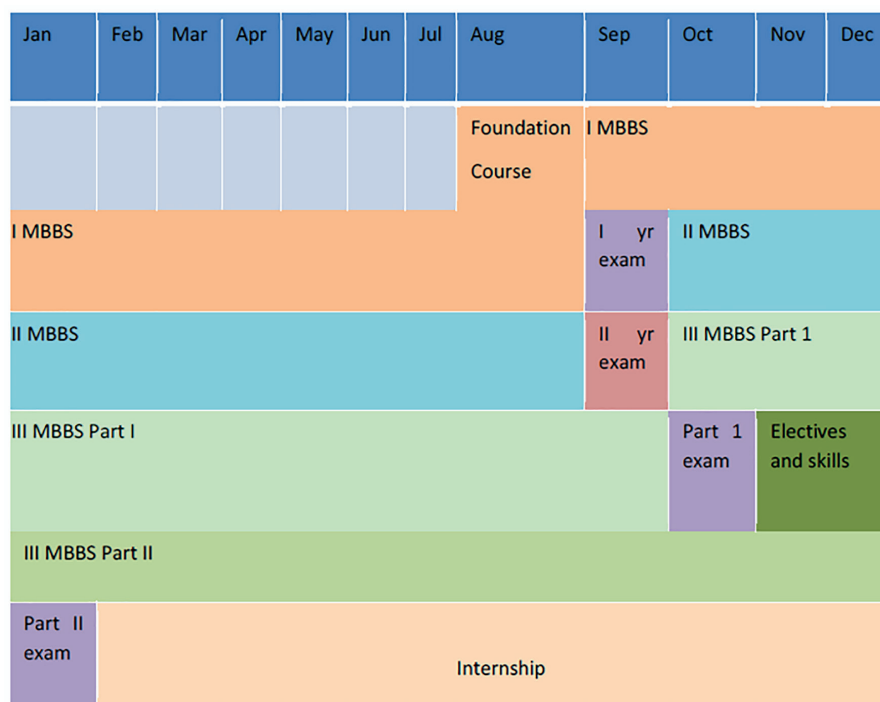 Jan Feb Mar Apr May Jun Jul Aug Sep Oct Nov Dec
Foundation Course
I MBBS
I MBBS
I yr exam
II MBBS
II MBBS
II yr exam
III MBBS Part 1
III MBBS Part I
Part 1 exam
Electives and skills
III MBBS Part II
Part II exam
Internship